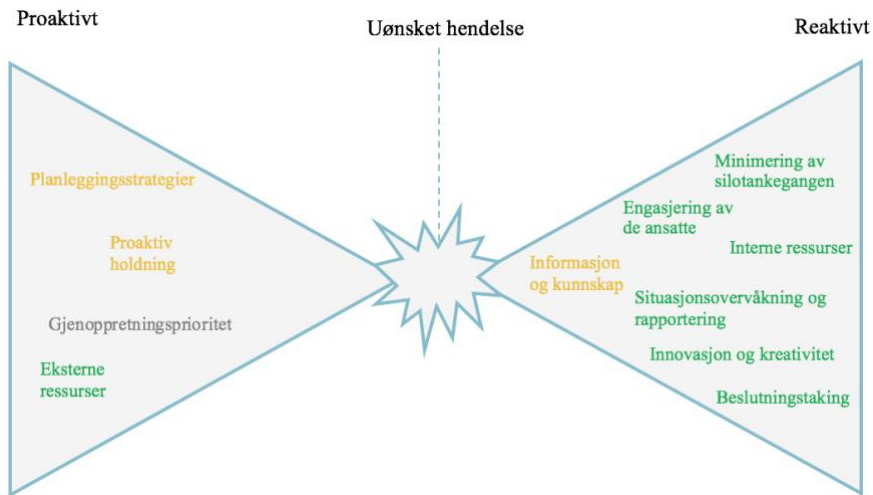 Proaktivt
Uønsket hendelse
Reaktivt
Planleggingsstrategier
Proaktiv
holdning
Gjenoppretningsprioritet
Eksterne
ressurser
Minimering av
silotankegangen
Engasjering av
de ansatte
Interne ressurser
Informasjon
og kunnskap
Situasjonsovervåkning og
rapportering
Innovasjon og kreativitet
Beslutningstaking